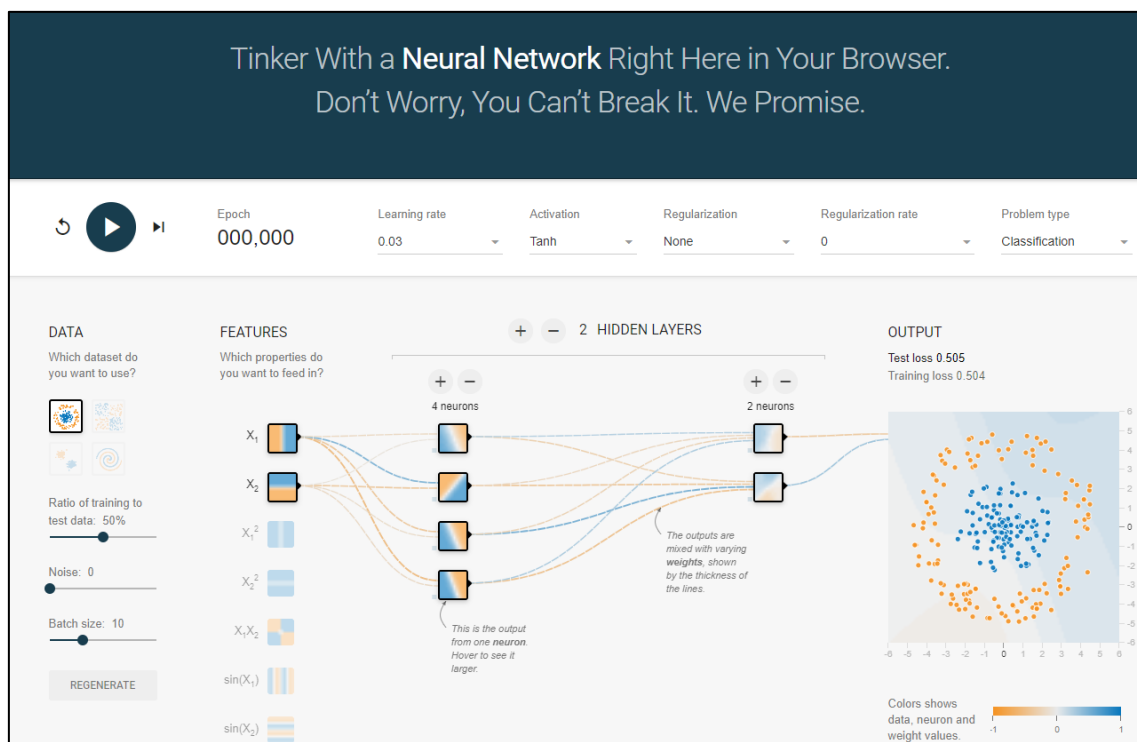 Tinker With a Neural Network Right Here in Your Browser.
Don't Worry, You Can't Break It. We Promise.
Epoch
000,000
Learning rate
0.03
Activation
Tanh
Regularization
None
Regularization rate
0
Problem type
Classification
DATA
Which dataset do
you want to use?
Ratio of training to
test data: 50%
Noise: 0
Batch size: 10
REGENERATE
FEATURES
Which properties do
you want to feed in?
X₁
X₂
X₁²
X₂²
X₁X₂
sin(X₁)
sin(X₂)
+ − 2 HIDDEN LAYERS
+ −
4 neurons
+ −
2 neurons
This is the output
from one neuron.
Hover to see it
larger.
The outputs are
mixed with varying
weights, shown
by the thickness of
the lines.
OUTPUT
Test loss 0.505
Training loss 0.504
6
5
4
3
2
1
0
-1
-2
-3
-4
-5
-6
-6 -5 -4 -3 -2 -1 0 1 2 3 4 5 6
Colors shows
data, neuron and
weight values.
-1 0 1